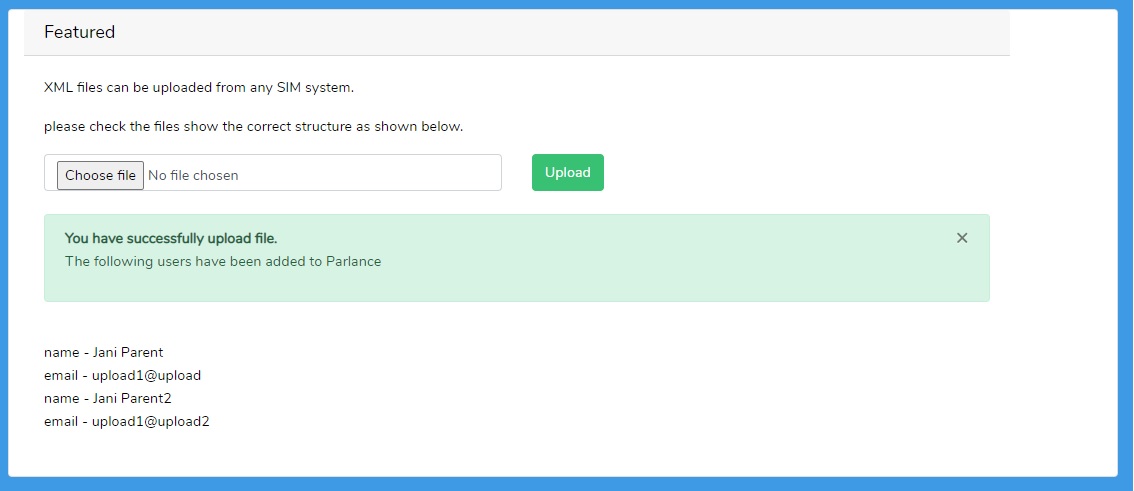 Featured
XML files can be uploaded from any SIM system.
please check the files show the correct structure as shown below.
Choose file No file chosen
Upload
You have successfully upload file.
×
The following users have been added to Parlance
name - Jani Parent
email - upload1@upload
name - Jani Parent2
email - upload1@upload2